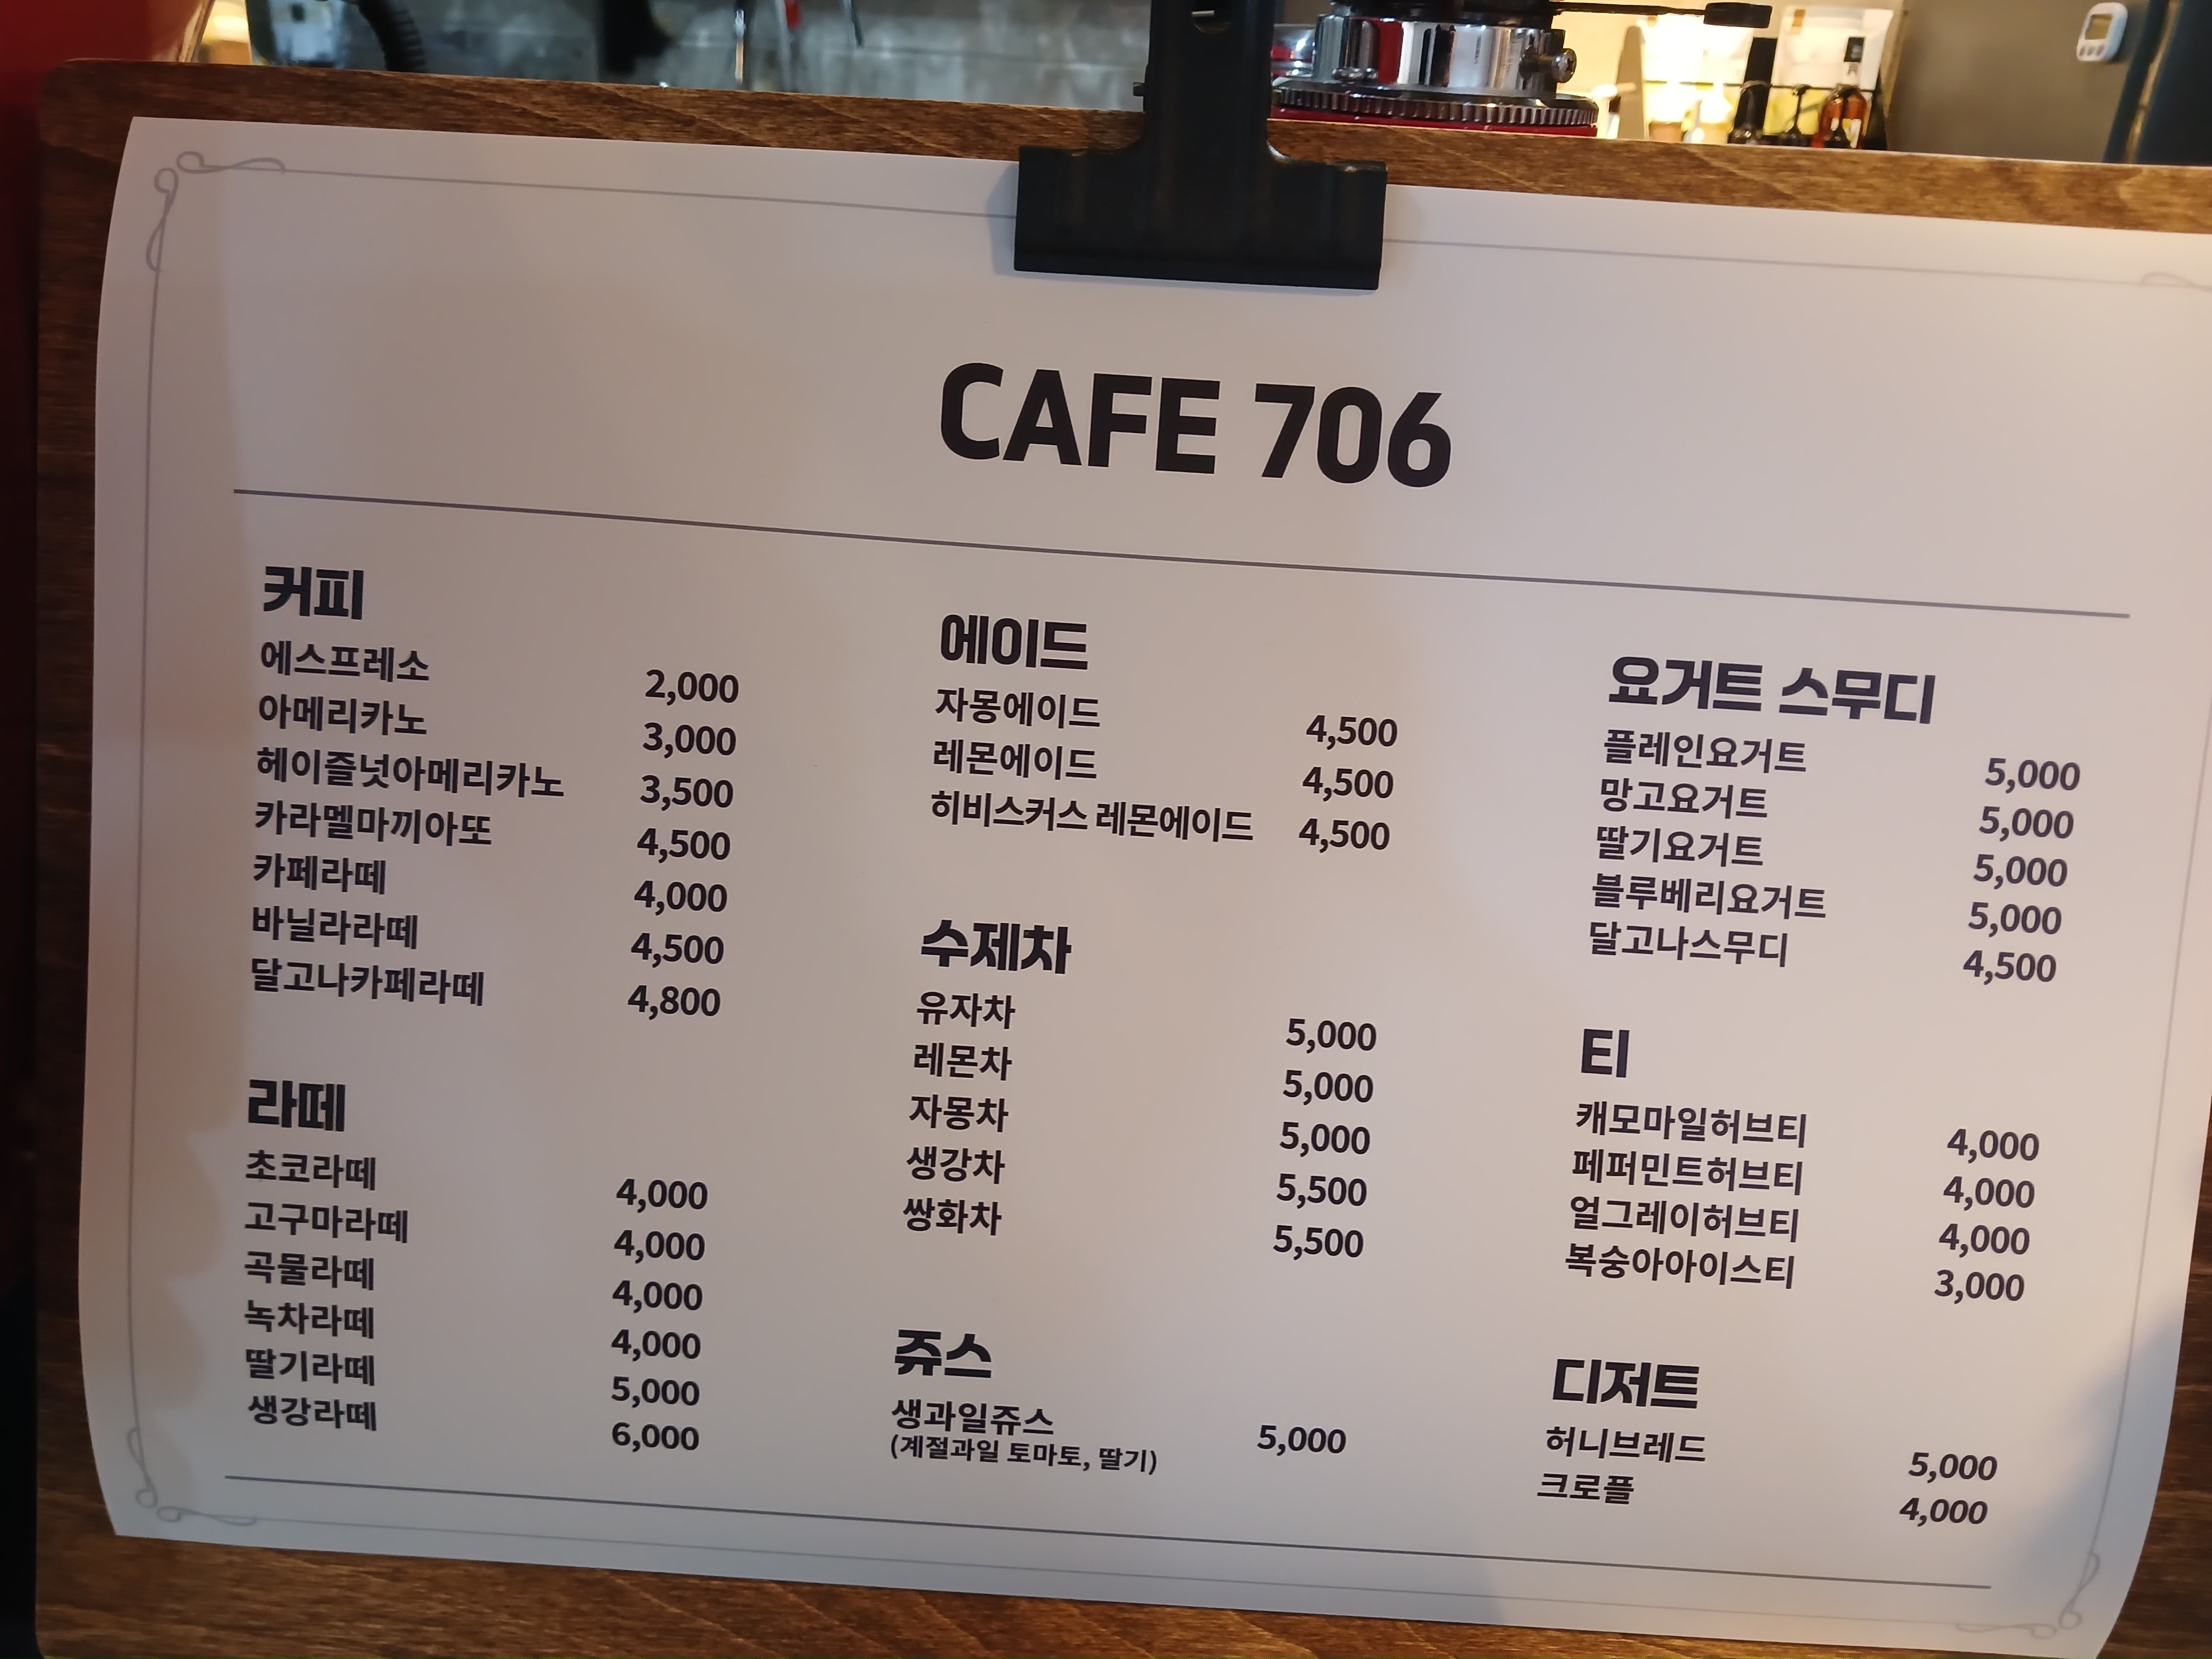 CAFE 706
커피
에스프레소 2,000
아메리카노 3,000
헤이즐넛아메리카노 3,500
카라멜마끼아또 4,500
카페라떼 4,000
바닐라라떼 4,500
달고나카페라떼 4,800
라떼
초코라떼 4,000
고구마라떼 4,000
곡물라떼 4,000
녹차라떼 4,000
딸기라떼 5,000
생강라떼 6,000
에이드
자몽에이드 4,500
레몬에이드 4,500
히비스커스 레몬에이드 4,500
수제차
유자차 5,000
레몬차 5,000
자몽차 5,000
생강차 5,500
쌍화차 5,500
쥬스
생과일쥬스 5,000
(계절과일 토마토, 딸기)
요거트 스무디
플레인요거트 5,000
망고요거트 5,000
딸기요거트 5,000
블루베리요거트 5,000
달고나스무디 4,500
티
캐모마일허브티 4,000
페퍼민트허브티 4,000
얼그레이허브티 4,000
복숭아아이스티 3,000
디저트
허니브레드 5,000
크로플 4,000